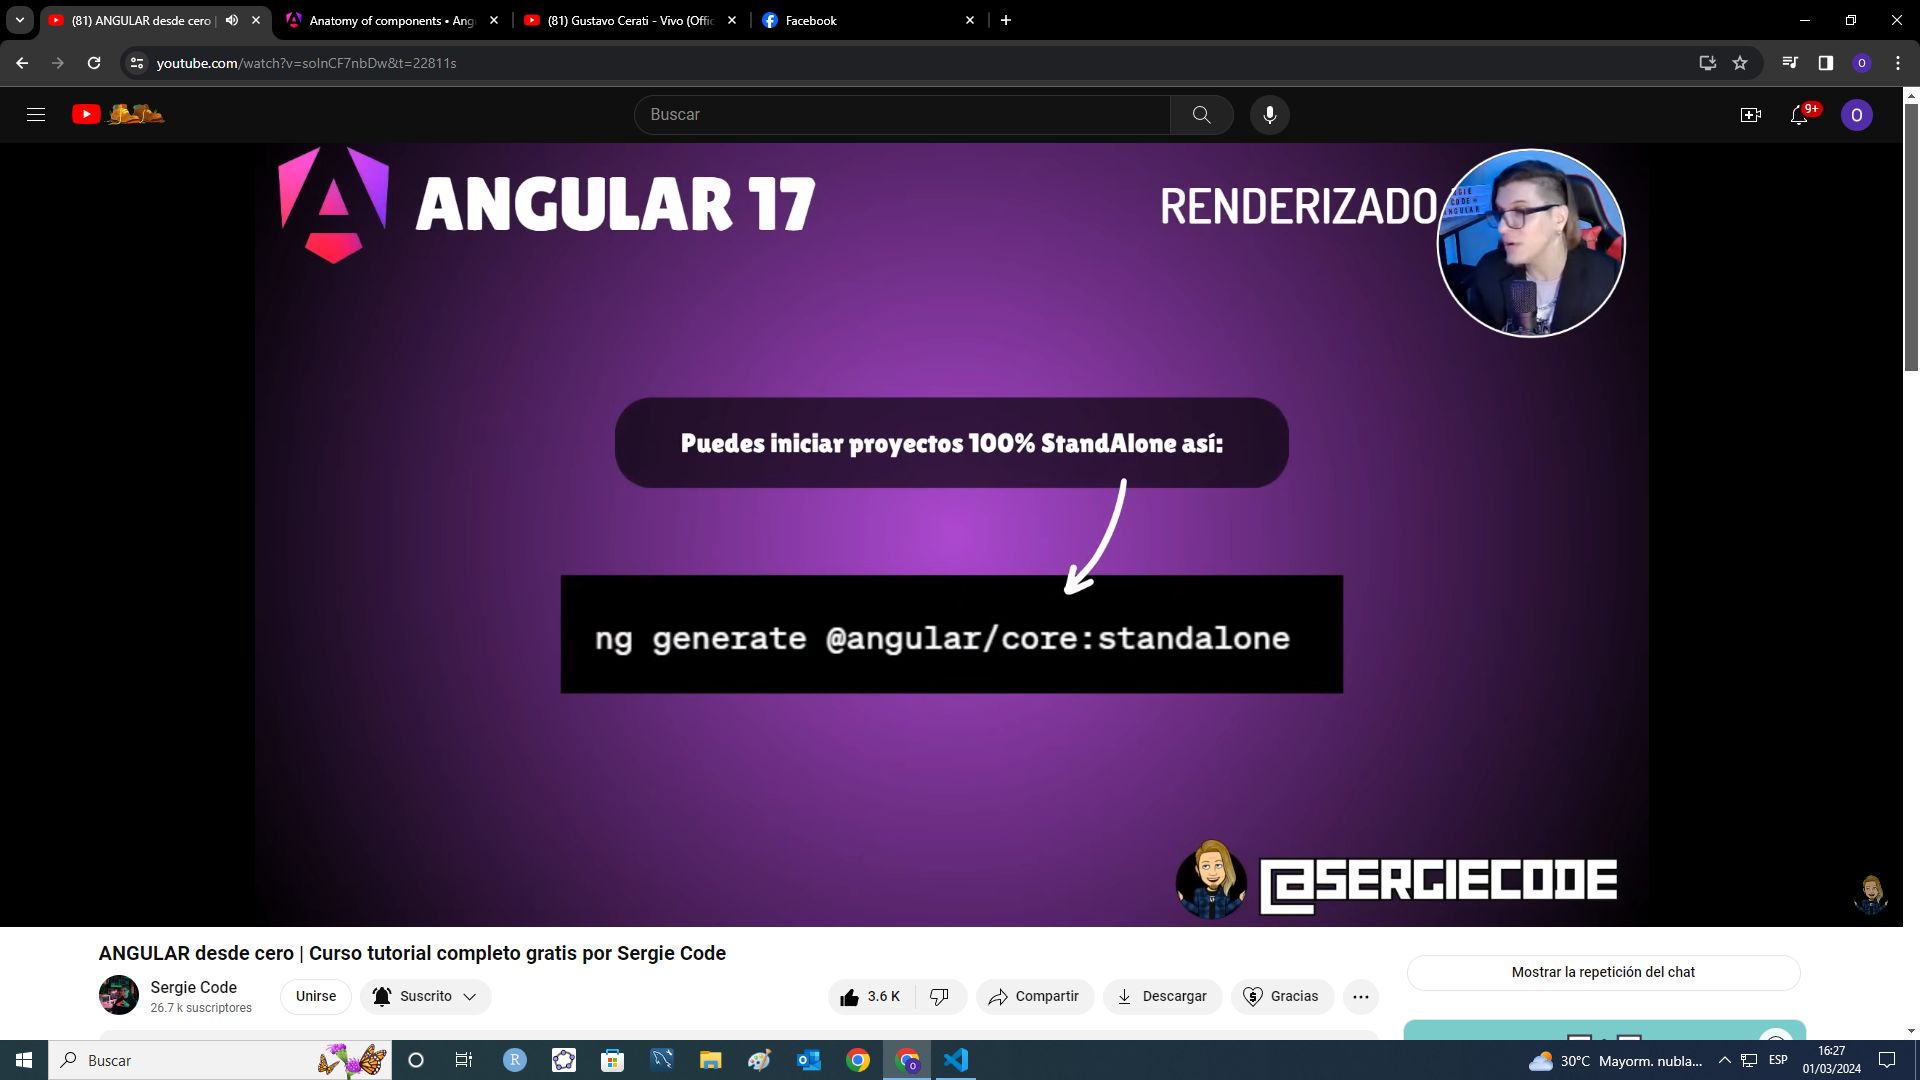 (81) ANGULAR desde cero |
Anatomy of components • Ang
(81) Gustavo Cerati - Vivo (Ofic
Facebook
youtube.com/watch?v=solnCF7nbDw&t=22811s
O
Buscar
9+
O
ANGULAR 17
RENDERIZADO
Puedes iniciar proyectos 100% StandAlone así:
ng generate @angular/core:standalone
@SERGIECODE
ANGULAR desde cero | Curso tutorial completo gratis por Sergie Code
Sergie Code
26.7 k suscriptores
Unirse
Suscrito
3.6 K
Compartir
Descargar
Gracias
Mostrar la repetición del chat
Buscar
30°C Mayorm. nubla...
ESP
16:27
01/03/2024